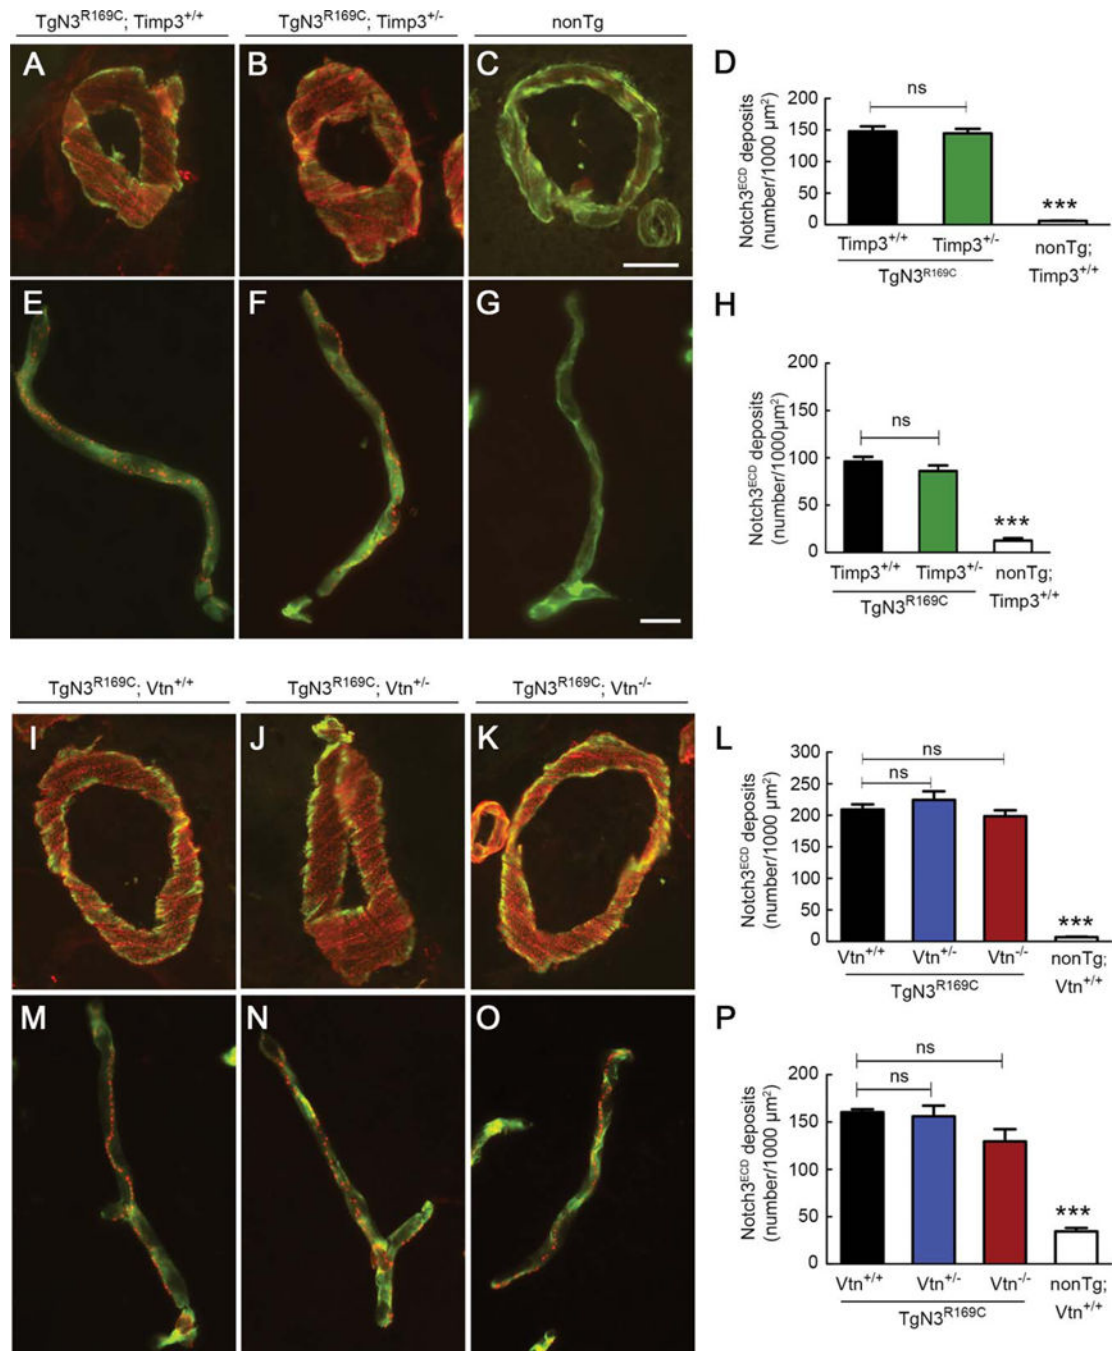 TgN3R169C; Timp3+/+
TgN3R169C; Timp3+/-
nonTg
A
B
C
D
Notch3ECD deposits
(number/1000 µm2)
200
150
100
50
0
ns
***
Timp3+/+
Timp3+/-
nonTg;
Timp3+/+
TgN3R169C
E
F
G
H
Notch3ECD deposits
(number/1000µm2)
200
150
100
50
0
ns
***
Timp3+/+
Timp3+/-
nonTg;
Timp3+/+
TgN3R169C
TgN3R169C; Vtn+/+
TgN3R169C; Vtn+/-
TgN3R169C; Vtn-/-
I
J
K
L
Notch3ECD deposits
(number/1000 µm2)
300
250
200
150
100
50
0
ns
ns
***
Vtn+/+
Vtn+/-
Vtn-/-
nonTg;
Vtn+/+
TgN3R169C
M
N
O
P
Notch3ECD deposits
(number/1000 µm2)
200
150
100
50
0
ns
ns
***
Vtn+/+
Vtn+/-
Vtn-/-
nonTg;
Vtn+/+
TgN3R169C